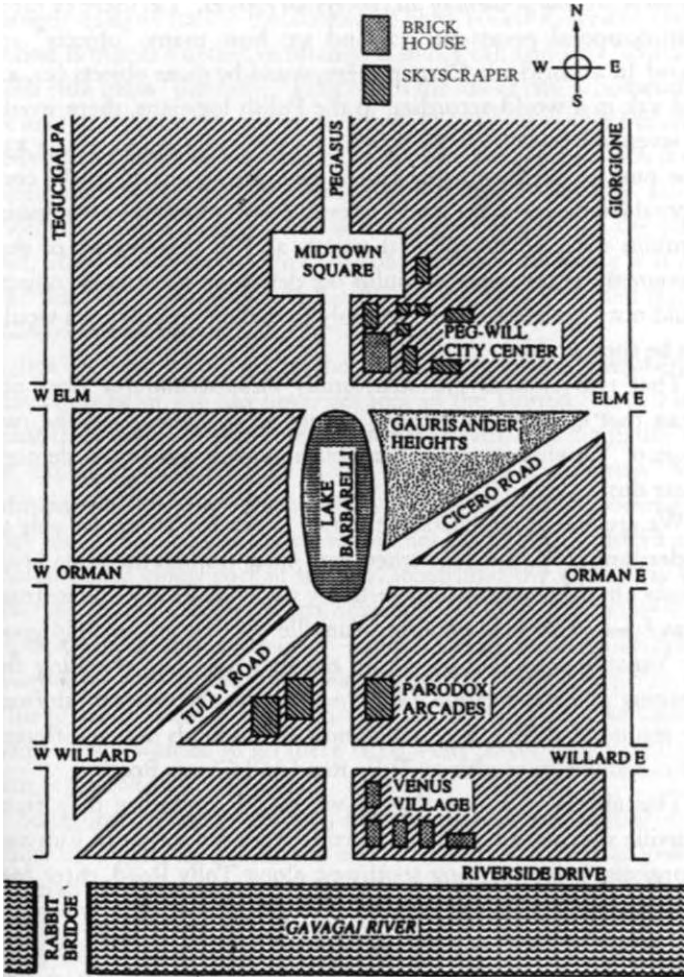 BRICK
HOUSE
SKYSCRAPER
N
W E
S
TEGUCIGALPA
PEGASUS
GIORGIONE
MIDTOWN
SQUARE
PEG-WILL
CITY CENTER
W ELM
ELM E
GAURISANDER
HEIGHTS
LAKE
BARBARELLI
CICERO ROAD
W ORMAN
ORMAN E
TULLY ROAD
PARODOX
ARCADES
W WILLARD
WILLARD E
VENUS
VILLAGE
RIVERSIDE DRIVE
RABBIT
BRIDGE
GAVAGAI RIVER